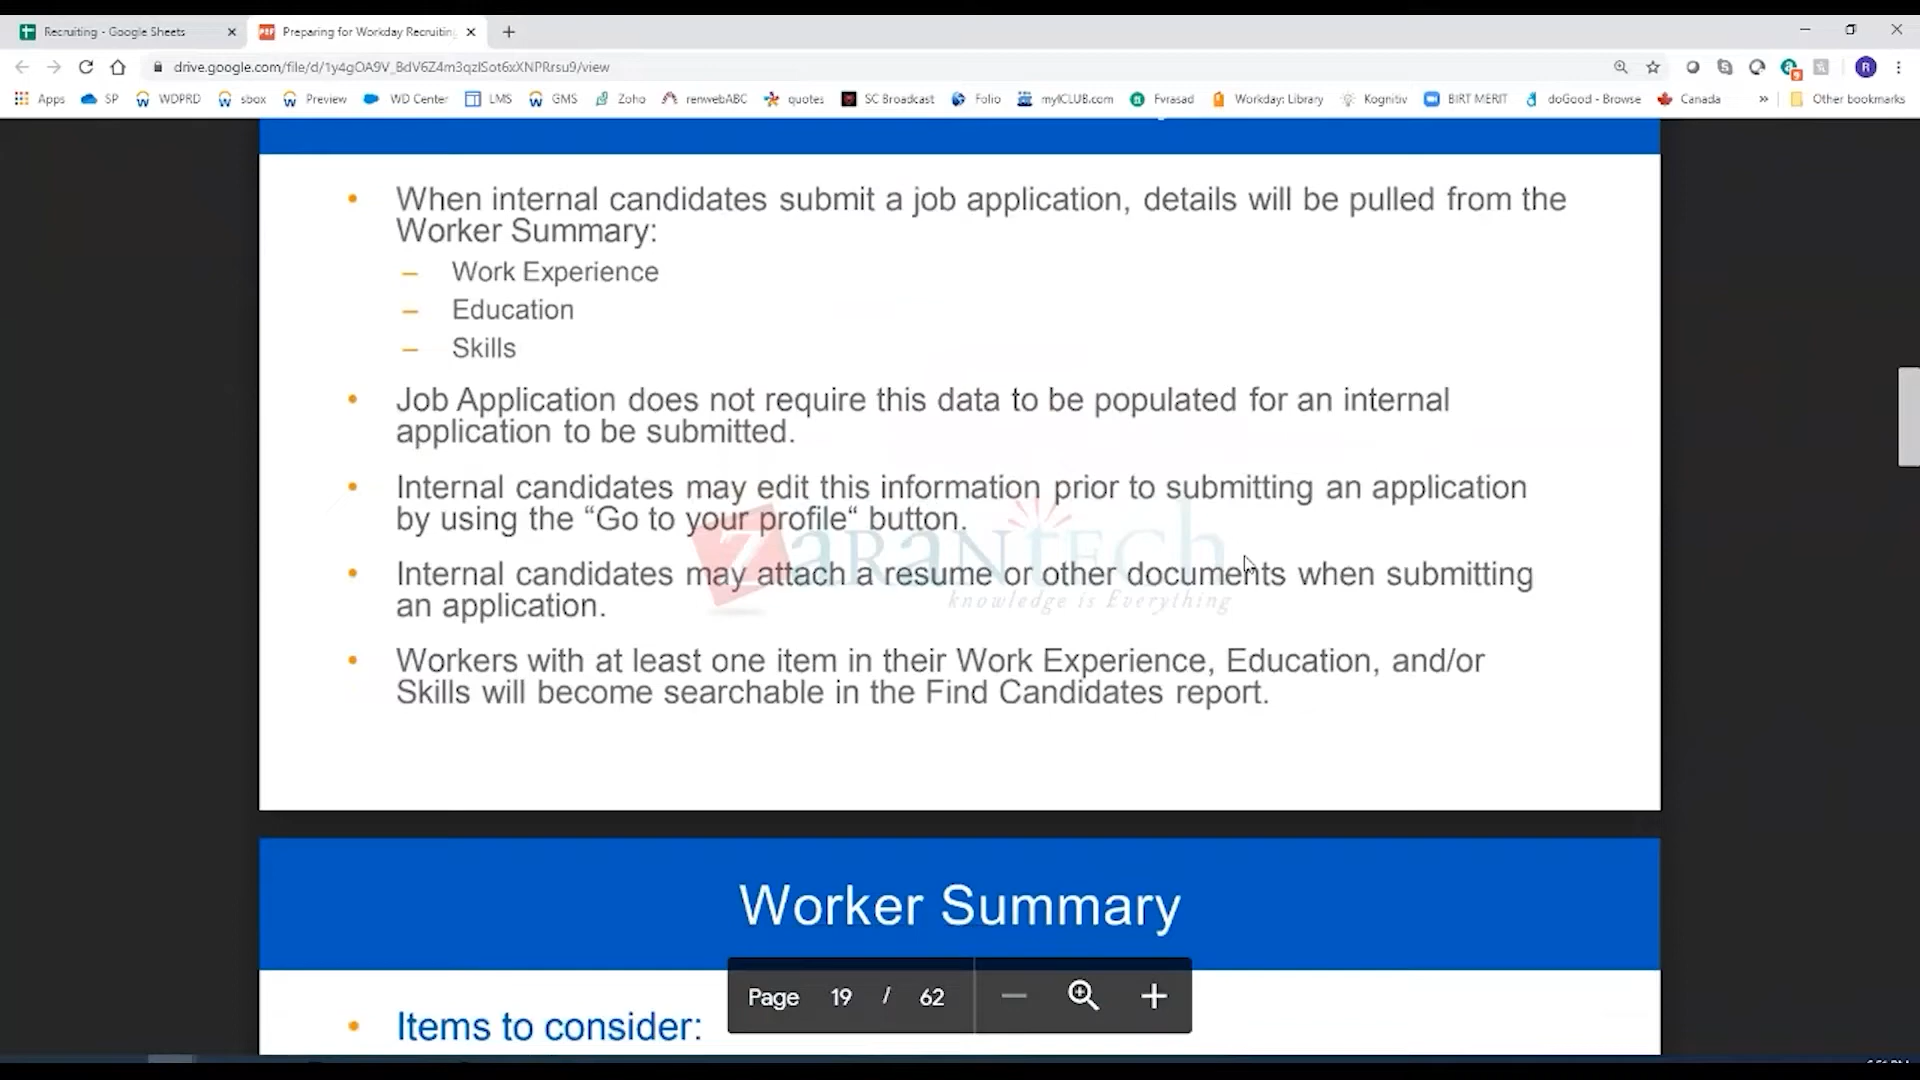 Recruiting - Google Sheets
Preparing for Workday Recruiting
drive.google.com/file/d/1y4gOA9V_BdV6Z4m3qzlSot6xXNPRrsu9/view
Apps SP WDPRD sbox Preview WD Center LMS GMS Zoho renwebABC quotes SC Broadcast Folio myICLUB.com Fvrasad Workday: Library Kognitiv BIRT MERIT doGood - Browse Canada » Other bookmarks
• When internal candidates submit a job application, details will be pulled from the
Worker Summary:
– Work Experience
– Education
– Skills
• Job Application does not require this data to be populated for an internal
application to be submitted.
• Internal candidates may edit this information prior to submitting an application
by using the “Go to your profile“ button.
ZaranTech
• Internal candidates may attach a resume or other documents when submitting
an application.
knowledge is Everything
• Workers with at least one item in their Work Experience, Education, and/or
Skills will become searchable in the Find Candidates report.
Worker Summary
Page 19 / 62
• Items to consider: